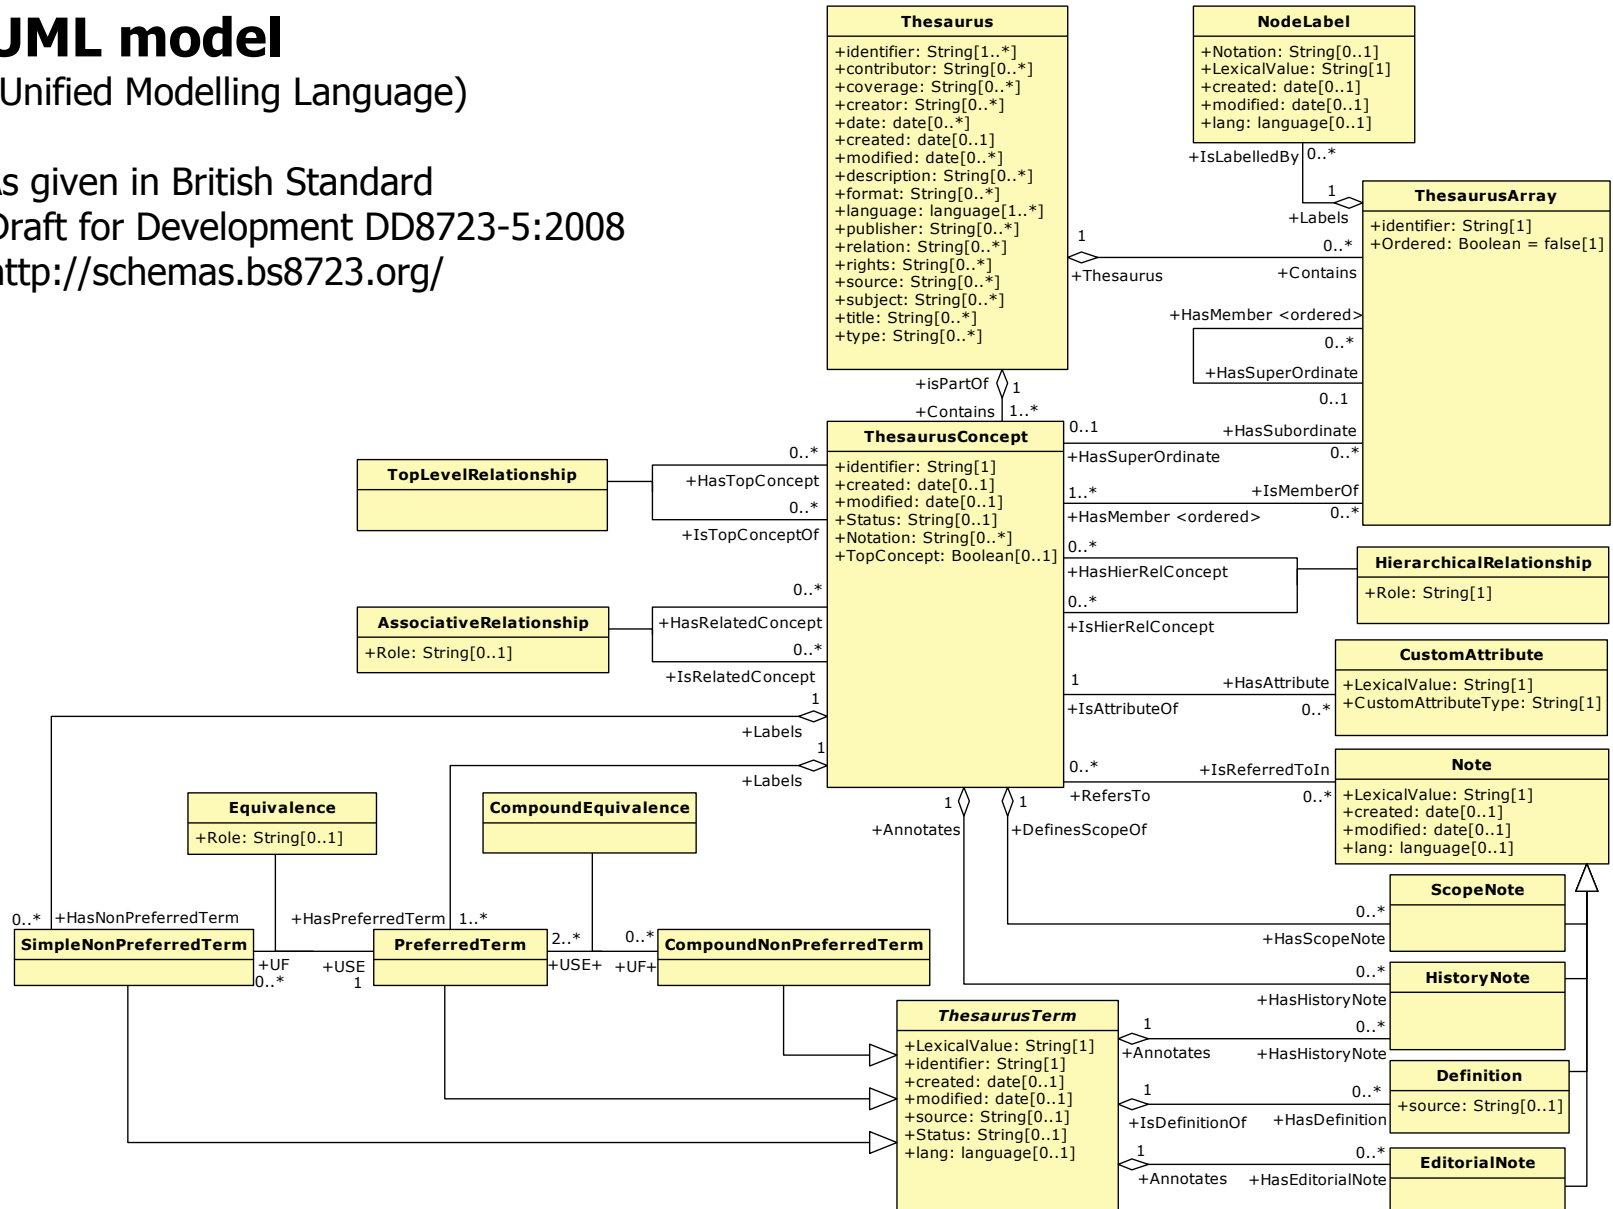 UML model
Unified Modelling Language)
As given in British Standard
Draft for Development DD8723-5:2008
http://schemas.bs8723.org/
Thesaurus
+identifier: String[1..*]
+contributor: String[0..*]
+coverage: String[0..*]
+creator: String[0..*]
+date: date[0..*]
+created: date[0..1]
+modified: date[0..*]
+description: String[0..*]
+format: String[0..*]
+language: language[1..*]
+publisher: String[0..*]
+relation: String[0..*]
+rights: String[0..*]
+source: String[0..*]
+subject: String[0..*]
+title: String[0..*]
+type: String[0..*]
NodeLabel
+Notation: String[0..1]
+LexicalValue: String[1]
+created: date[0..1]
+modified: date[0..1]
+lang: language[0..1]
+IsLabelledBy 0..*
1
+Labels
ThesaurusArray
+identifier: String[1]
+Ordered: Boolean = false[1]
1
0..*
+Thesaurus
+Contains
+HasMember <ordered>
0..*
+HasSuperOrdinate
0..1
+isPartOf 1
+Contains 1..*
ThesaurusConcept
+identifier: String[1]
+created: date[0..1]
+modified: date[0..1]
+Status: String[0..1]
+Notation: String[0..*]
+TopConcept: Boolean[0..1]
0..1
+HasSubordinate
+HasSuperOrdinate
0..*
1..*
+IsMemberOf
+HasMember <ordered>
0..*
0..*
+HasHierRelConcept
0..*
+IsHierRelConcept
HierarchicalRelationship
+Role: String[1]
TopLevelRelationship
0..*
+HasTopConcept
0..*
+IsTopConceptOf
AssociativeRelationship
+Role: String[0..1]
0..*
+HasRelatedConcept
0..*
+IsRelatedConcept
1
+Labels
1
+Labels
CustomAttribute
+LexicalValue: String[1]
+CustomAttributeType: String[1]
1
+HasAttribute
+IsAttributeOf
0..*
Note
+LexicalValue: String[1]
+created: date[0..1]
+modified: date[0..1]
+lang: language[0..1]
0..*
+IsReferredToIn
+RefersTo
0..*
1
1
+Annotates
+DefinesScopeOf
Equivalence
+Role: String[0..1]
CompoundEquivalence
0..* +HasNonPreferredTerm
+HasPreferredTerm 1..*
SimpleNonPreferredTerm
+UF
0..*
+USE
1
PreferredTerm
2..*
+USE+
0..*
+UF+
CompoundNonPreferredTerm
ScopeNote
0..*
+HasScopeNote
HistoryNote
0..*
+HasHistoryNote
ThesaurusTerm
+LexicalValue: String[1]
+identifier: String[1]
+created: date[0..1]
+modified: date[0..1]
+source: String[0..1]
+Status: String[0..1]
+lang: language[0..1]
1
0..*
+Annotates
+HasHistoryNote
Definition
+source: String[0..1]
1
0..*
+IsDefinitionOf
+HasDefinition
EditorialNote
1
0..*
+Annotates
+HasEditorialNote